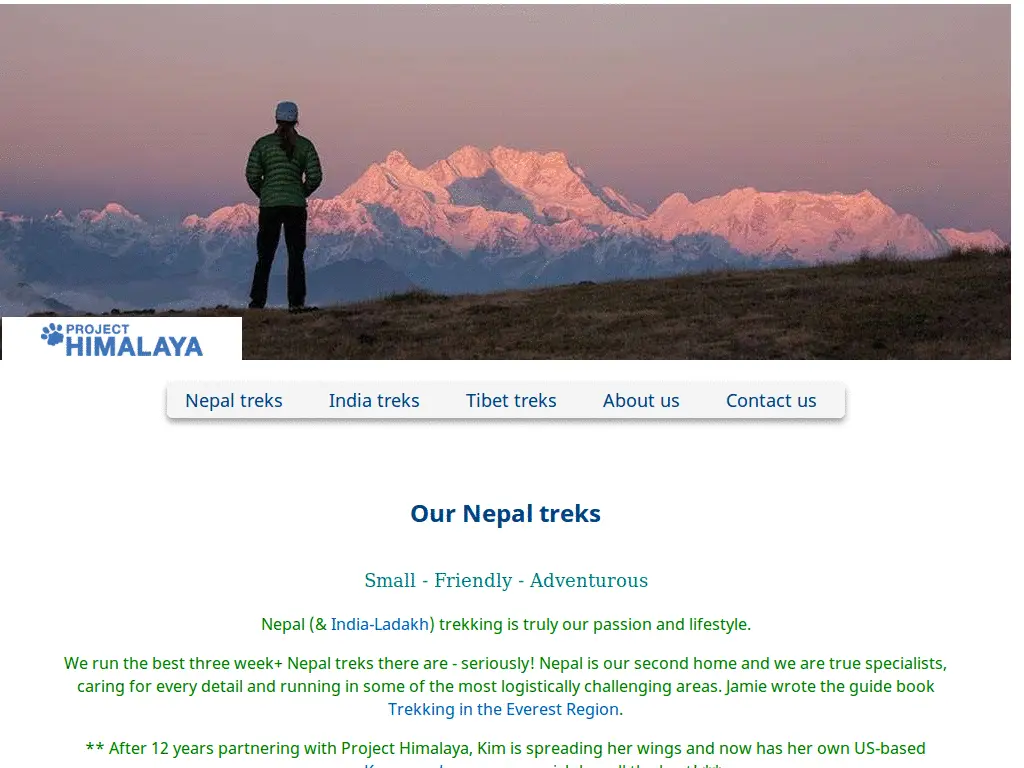 PROJECT
HIMALAYA
Nepal treks India treks Tibet treks About us Contact us
Our Nepal treks
Small - Friendly - Adventurous
Nepal (& India-Ladakh) trekking is truly our passion and lifestyle.
We run the best three week+ Nepal treks there are - seriously! Nepal is our second home and we are true specialists,
caring for every detail and running in some of the most logistically challenging areas. Jamie wrote the guide book
Trekking in the Everest Region.
** After 12 years partnering with Project Himalaya, Kim is spreading her wings and now has her own US-based